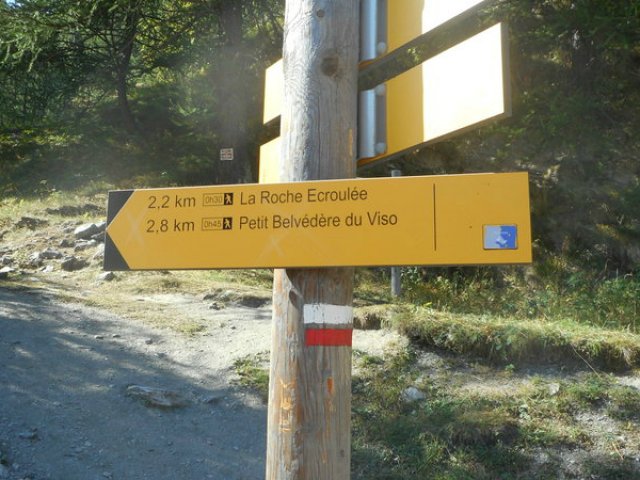 2,2 km 0h30 La Roche Ecroulée
2,8 km 0h45 Petit Belvédère du Viso